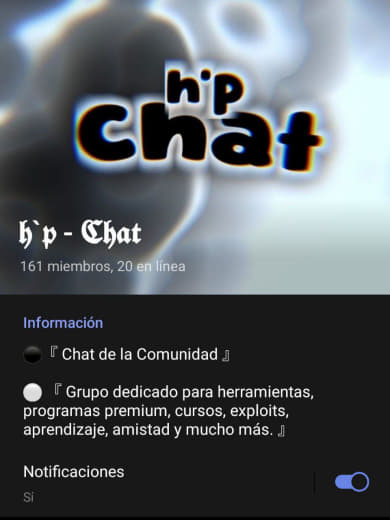 h'p
chat
h`p - Chat
161 miembros, 20 en línea
Información
⚫『 Chat de la Comunidad 』
⚪『 Grupo dedicado para herramientas,
programas premium, cursos, exploits,
aprendizaje, amistad y mucho más. 』
Notificaciones
Sí